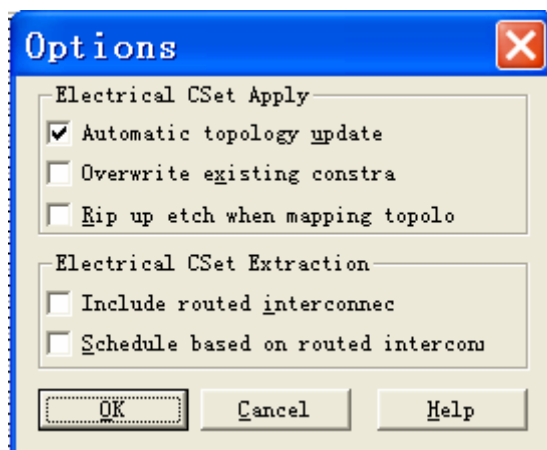 Options
Electrical CSet Apply
Automatic topology update
Overwrite existing constra
Rip up etch when mapping topolo
Electrical CSet Extraction
Include routed interconnec
Schedule based on routed intercon
OK Cancel Help